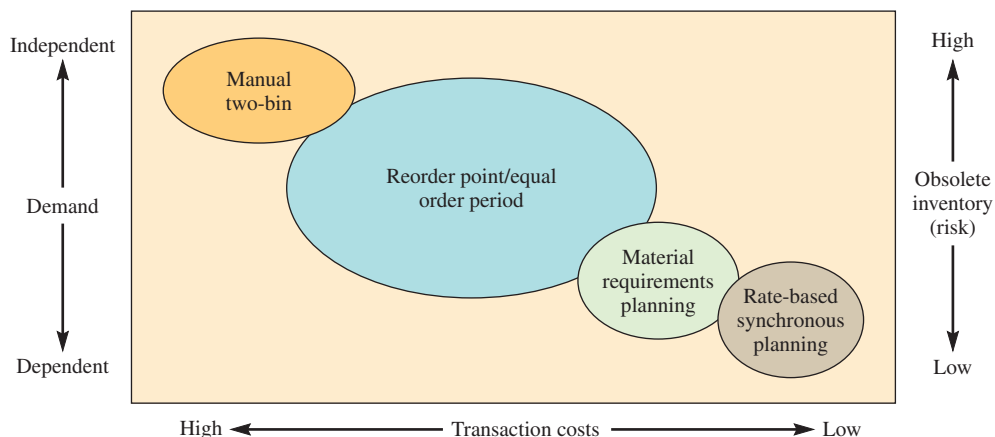 Independent
Demand
Dependent
Manual
two-bin
Reorder point/equal
order period
Material
requirements
planning
Rate-based
synchronous
planning
High
Obsolete
inventory
(risk)
Low
High
Transaction costs
Low